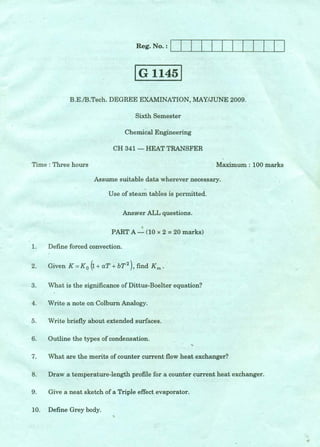 Reg. No. :
G 1145
B.E./B.Tech. DEGREE EXAMINATION, MAY/JUNE 2009.
Sixth Semester
Chemical Engineering
CH 341 — HEAT TRANSFER
Time : Three hours Maximum : 100 marks
Assume suitable data wherever necessary.
Use of steam tables is permitted.
Answer ALL questions.
PART A — (10 × 2 = 20 marks)
1. Define forced convection.
2. Given K = K₀ (1 + aT + bT²), find Kₘ.
3. What is the significance of Dittus-Boelter equation?
4. Write a note on Colburn Analogy.
5. Write briefly about extended surfaces.
6. Outline the types of condensation.
7. What are the merits of counter current flow heat exchanger?
8. Draw a temperature-length profile for a counter current heat exchanger.
9. Give a neat sketch of a Triple effect evaporator.
10. Define Grey body.